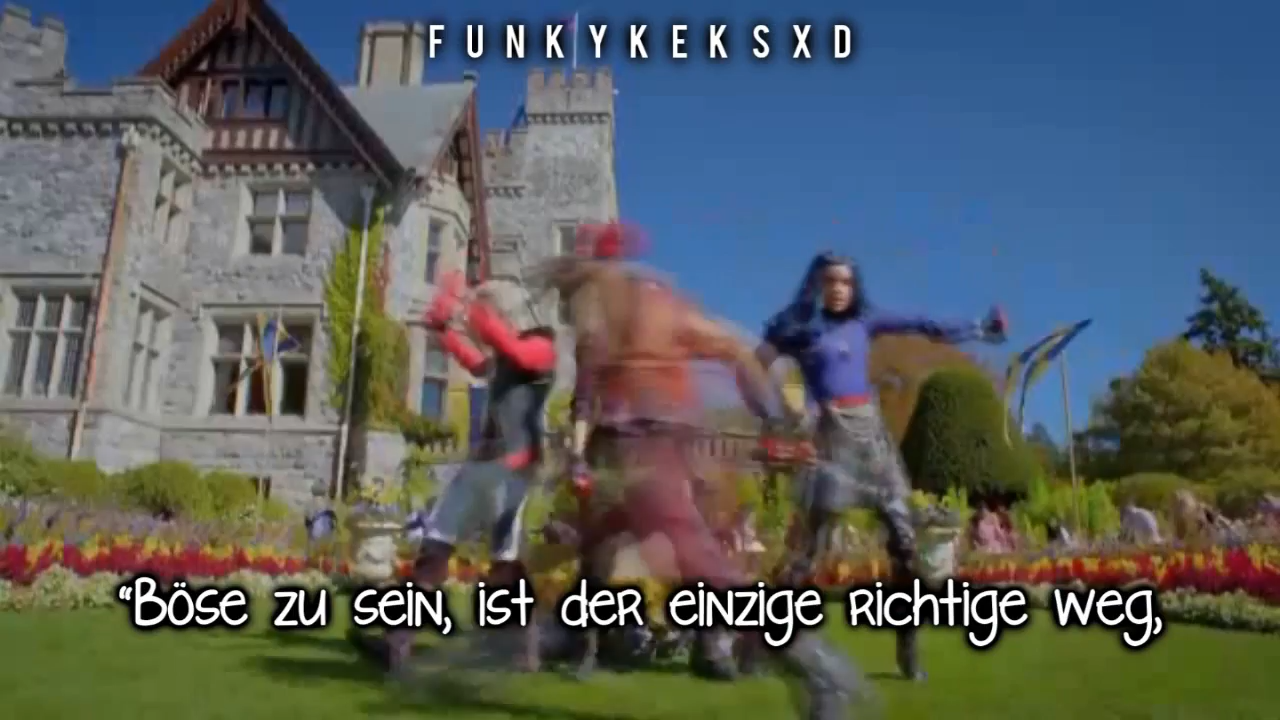 FUNKYKEKSXD
“Böse zu sein, ist der einzige richtige weg,